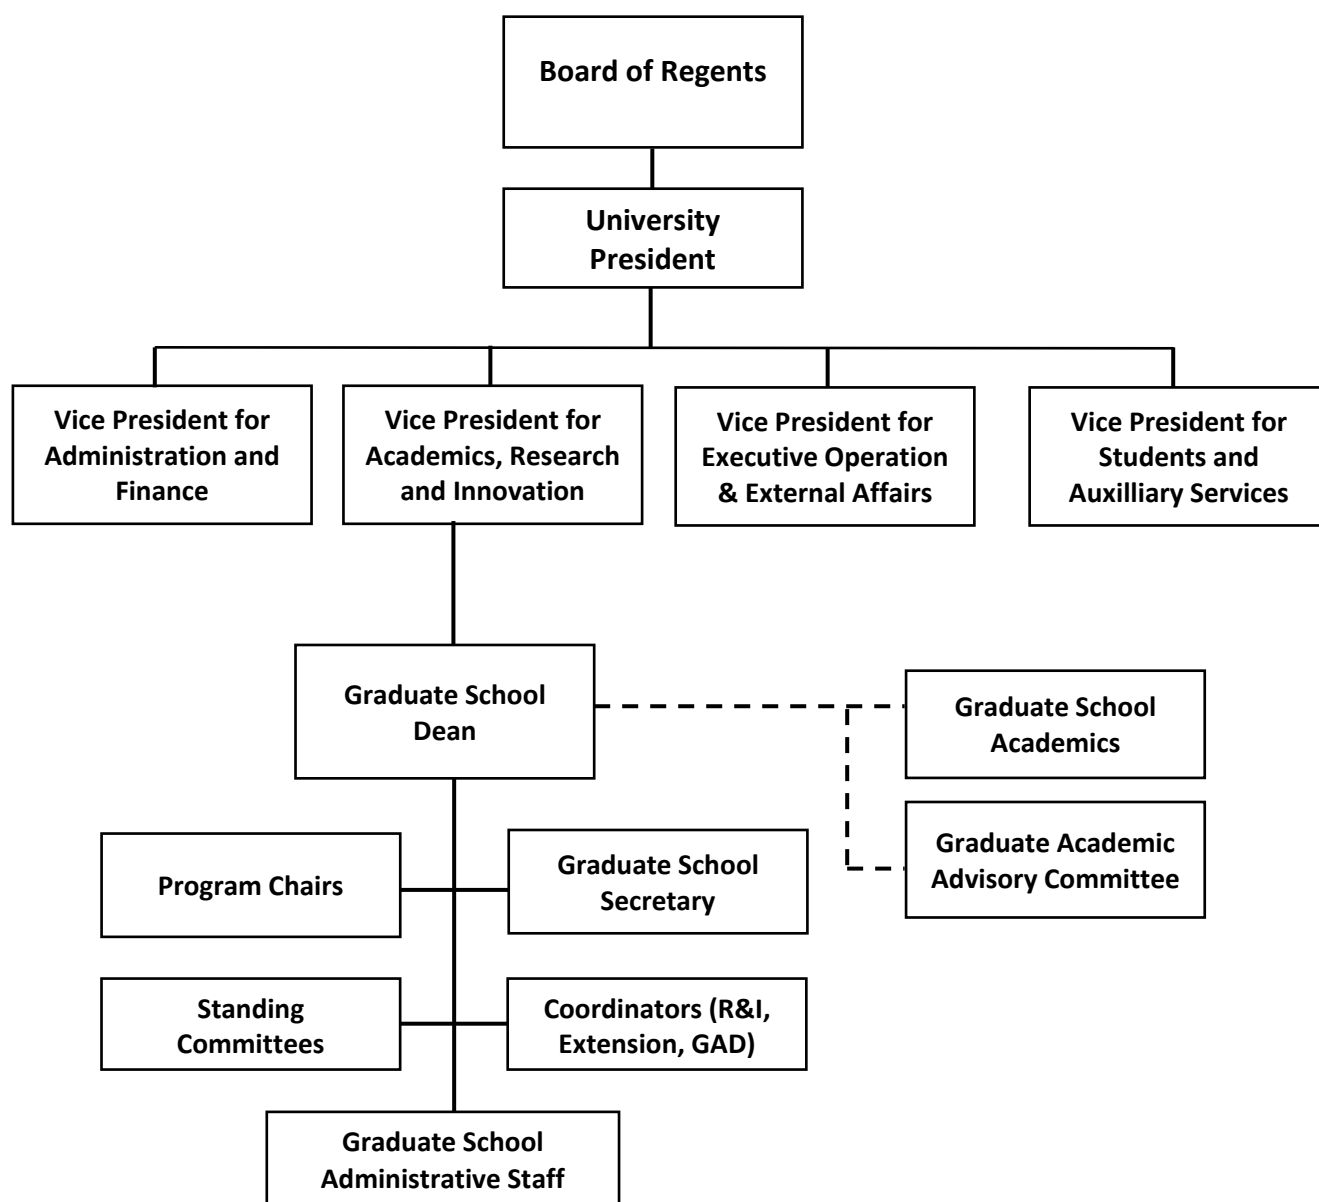 Board of Regents
University
President
Vice President for
Administration and
Finance
Vice President for
Academics, Research
and Innovation
Vice President for
Executive Operation
& External Affairs
Vice President for
Students and
Auxilliary Services
Graduate School
Dean
Graduate School
Academics
Graduate Academic
Advisory Committee
Program Chairs
Graduate School
Secretary
Standing
Committees
Coordinators (R&I,
Extension, GAD)
Graduate School
Administrative Staff